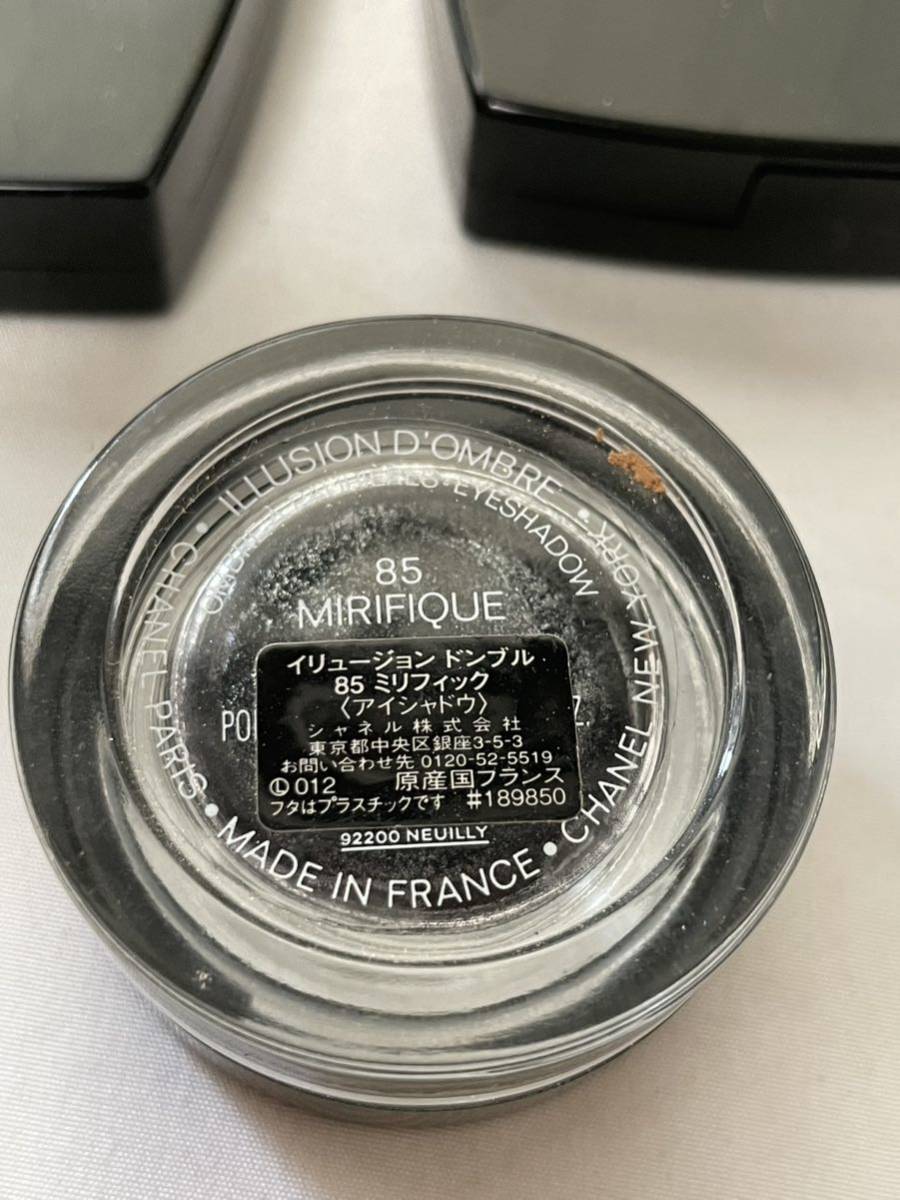 ILLUSION D'OMBRE • CHANEL NEW YORK • MADE IN FRANCE • CHANEL PARIS •
EYESHADOW
85
MIRIFIQUE
イリュージョン ドンブル
85 ミリフィック
〈アイシャドウ〉
シャネル株式会社
東京都中央区銀座3-5-3
お問い合わせ先 0120-52-5519
Ⓛ012 原産国フランス
フタはプラスチックです #189850
92200 NEUILLY